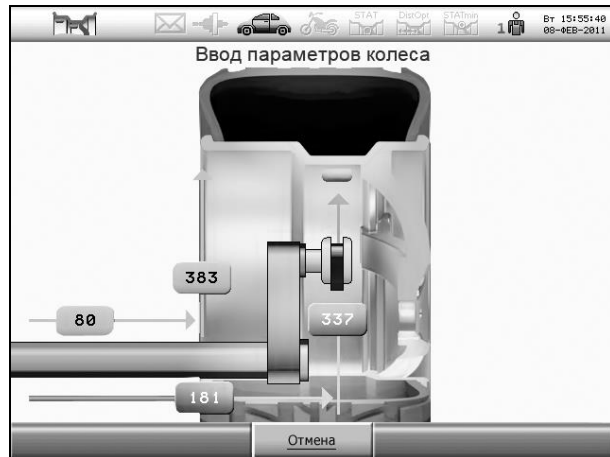 STAT
DistOpt
STATmin
1
Вт 15:55:40
08-ФЕВ-2011
Ввод параметров колеса
383
80
337
181
Отмена